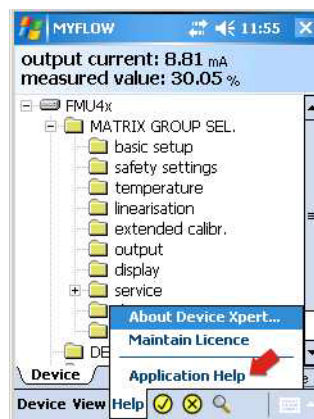 MYFLOW 11:55
output current: 8.81 mA
measured value: 30.05 %
FMU4x
MATRIX GROUP SEL.
basic setup
safety settings
temperature
linearisation
extended calibr.
output
display
service
About Device Xpert...
Maintain Licence
DE
Application Help
Device
Device View Help